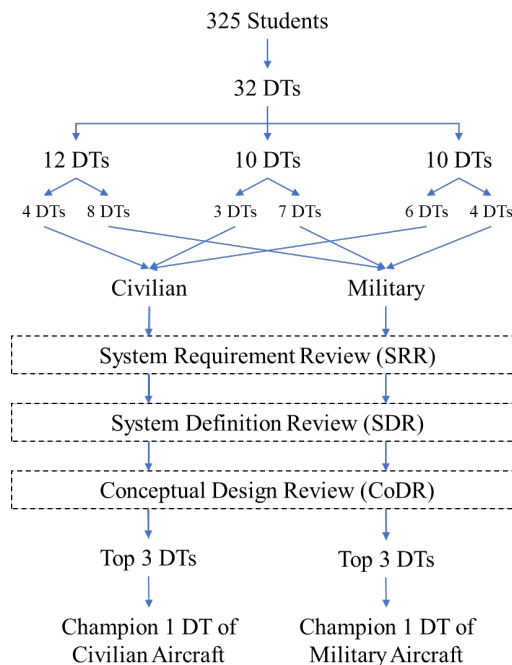 325 Students
32 DTs
12 DTs 10 DTs 10 DTs
4 DTs 8 DTs 3 DTs 7 DTs 6 DTs 4 DTs
Civilian Military
System Requirement Review (SRR)
System Definition Review (SDR)
Conceptual Design Review (CoDR)
Top 3 DTs Top 3 DTs
Champion 1 DT of Champion 1 DT of
Civilian Aircraft Military Aircraft